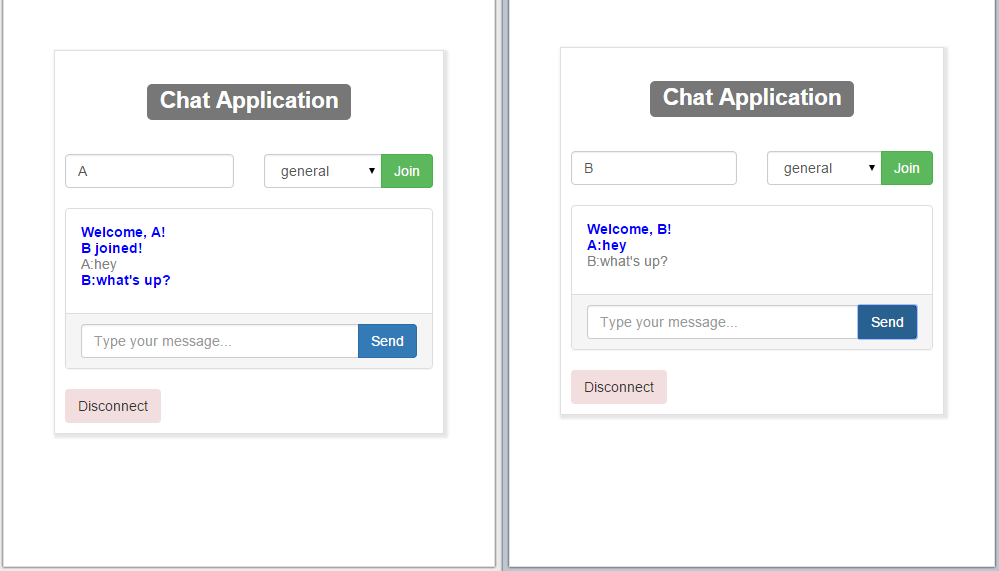 Chat Application
A
general
Join
Welcome, A!
B joined!
A:hey
B:what's up?
Type your message...
Send
Disconnect
Chat Application
B
general
Join
Welcome, B!
A:hey
B:what's up?
Type your message...
Send
Disconnect